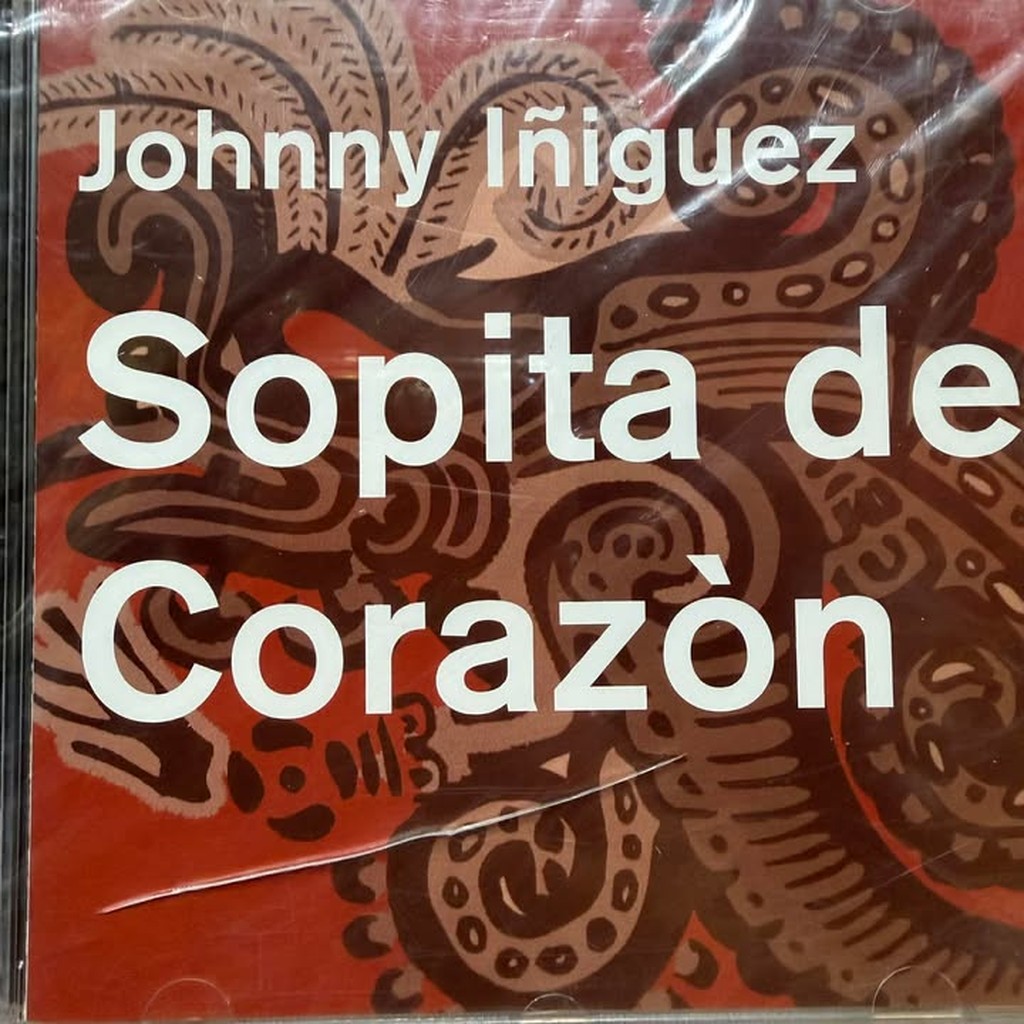 Johnny Iñiguez
Sopita de
Corazòn